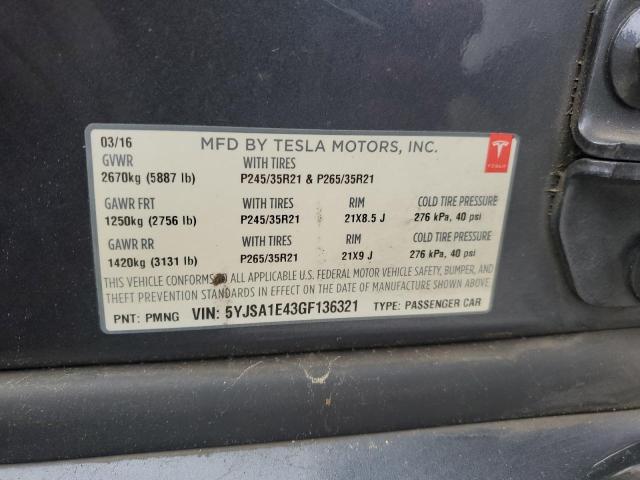 03/16 MFD BY TESLA MOTORS, INC. TESLA
GVWR WITH TIRES
2670kg (5887 lb) P245/35R21 & P265/35R21
GAWR FRT WITH TIRES RIM COLD TIRE PRESSURE
1250kg (2756 lb) P245/35R21 21X8.5 J 276 kPa, 40 psi
GAWR RR WITH TIRES RIM COLD TIRE PRESSURE
1420kg (3131 lb) P265/35R21 21X9 J 276 kPa, 40 psi
THIS VEHICLE CONFORMS TO ALL APPLICABLE U.S. FEDERAL MOTOR VEHICLE SAFETY, BUMPER, AND
THEFT PREVENTION STANDARDS IN EFFECT ON THE DATE OF MANUFACTURE SHOWN ABOVE.
PNT: PMNG VIN: 5YJSA1E43GF136321 TYPE: PASSENGER CAR